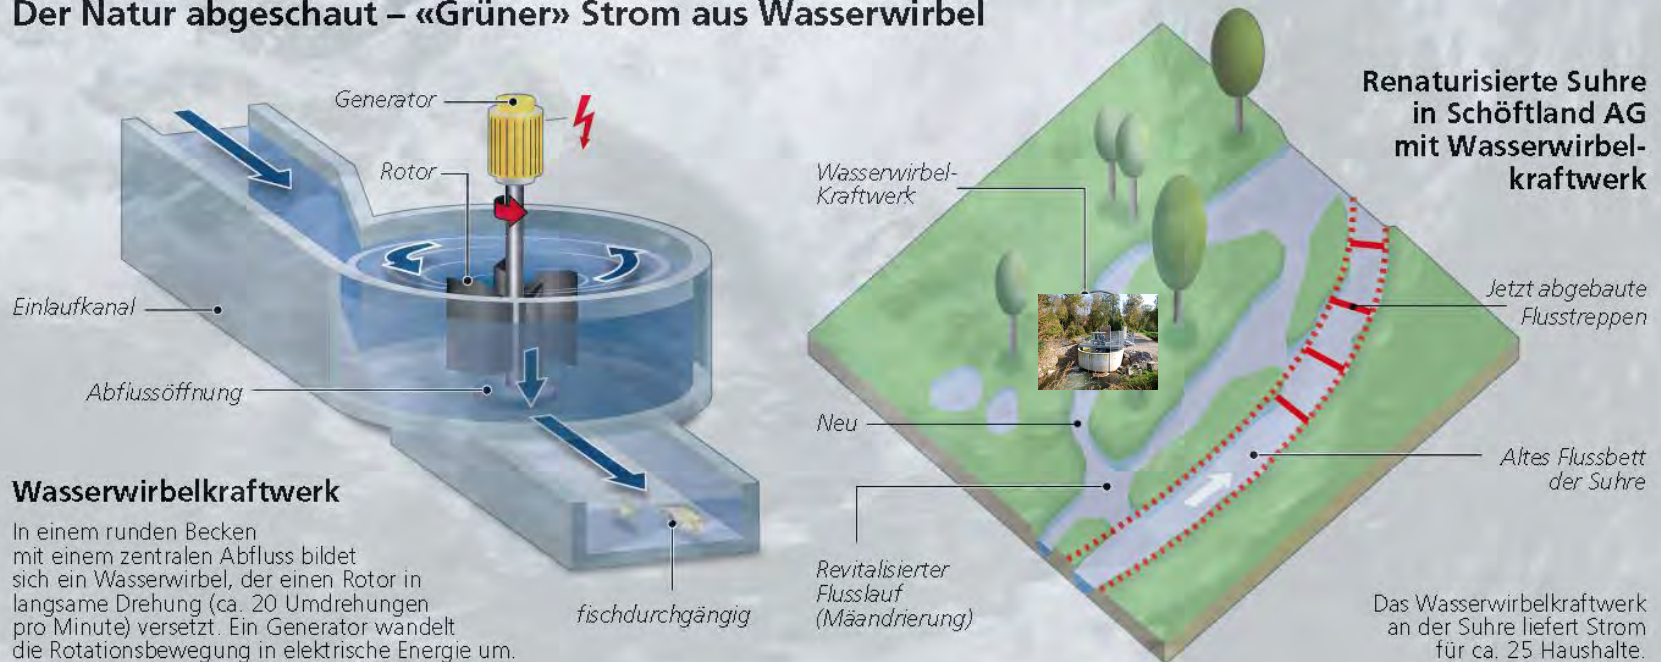 Der Natur abgeschaut – «Grüner» Strom aus Wasserwirbel
Generator
Rotor
Einlaufkanal
Abflussöffnung
fischdurchgängig
Wasserwirbelkraftwerk
In einem runden Becken
mit einem zentralen Abfluss bildet
sich ein Wasserwirbel, der einen Rotor in
langsame Drehung (ca. 20 Umdrehungen
pro Minute) versetzt. Ein Generator wandelt
die Rotationsbewegung in elektrische Energie um.
Renaturisierte Suhre
in Schöftland AG
mit Wasserwirbel-
kraftwerk
Wasserwirbel-
Kraftwerk
Jetzt abgebaute
Flusstreppen
Neu
Altes Flussbett
der Suhre
Revitalisierter
Flusslauf
(Mäandrierung)
Das Wasserwirbelkraftwerk
an der Suhre liefert Strom
für ca. 25 Haushalte.